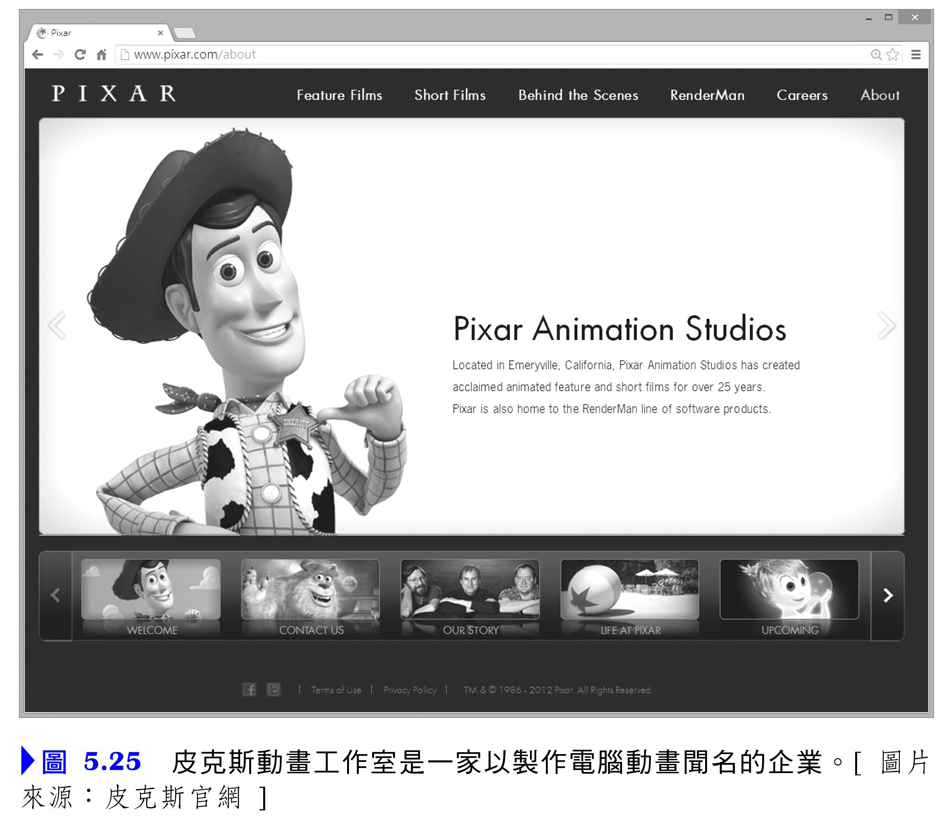 Pixar
www.pixar.com/about
PIXAR
Feature Films Short Films Behind the Scenes RenderMan Careers About
SHERIFF
Pixar Animation Studios
Located in Emeryville, California, Pixar Animation Studios has created
acclaimed animated feature and short films for over 25 years.
Pixar is also home to the RenderMan line of software products.
WELCOME CONTACT US OUR STORY LIFE AT PIXAR UPCOMING
Terms of Use | Privacy Policy | TM & © 1986 - 2012 Pixar. All Rights Reserved.
圖 5.25 皮克斯動畫工作室是一家以製作電腦動畫聞名的企業。[ 圖片
來源：皮克斯官網 ]